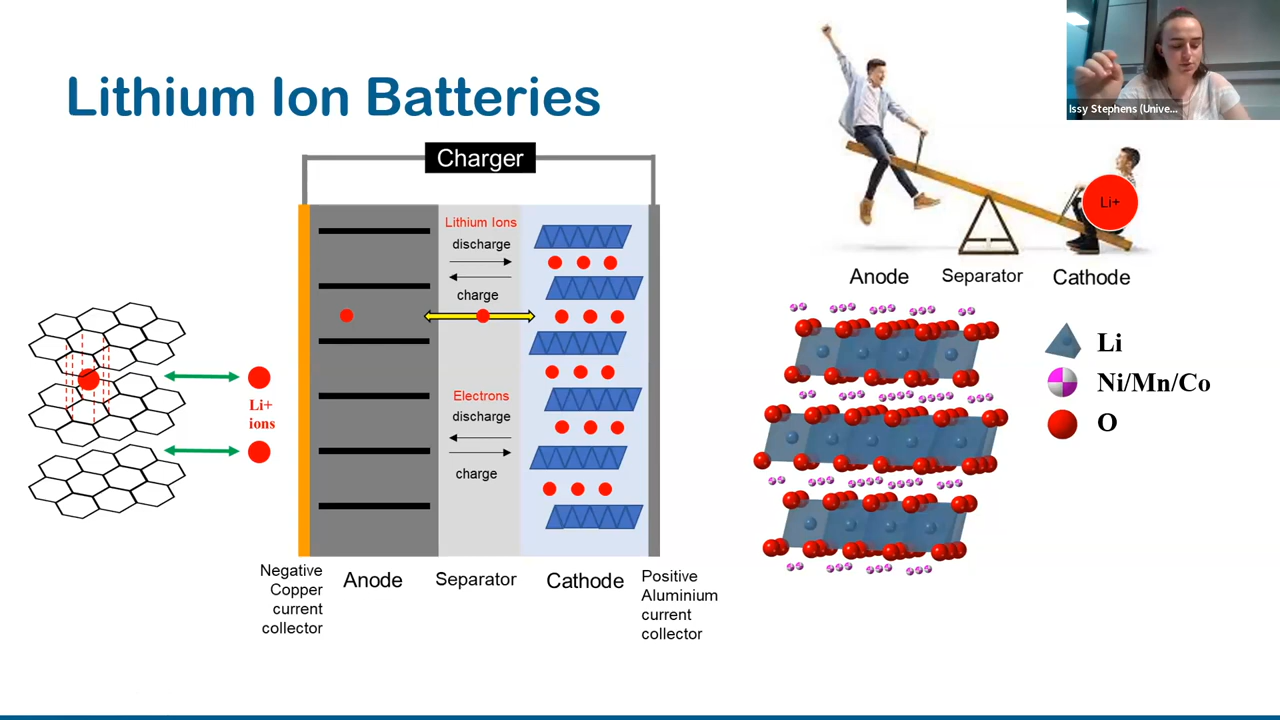 Lithium Ion Batteries
Charger
Lithium Ions
discharge
charge
Electrons
discharge
charge
Li+
ions
Negative
Copper
current
collector
Anode
Separator
Cathode
Positive
Aluminium
current
collector
Issy Stephens (Unive...
Li+
Anode
Separator
Cathode
Li
Ni/Mn/Co
O